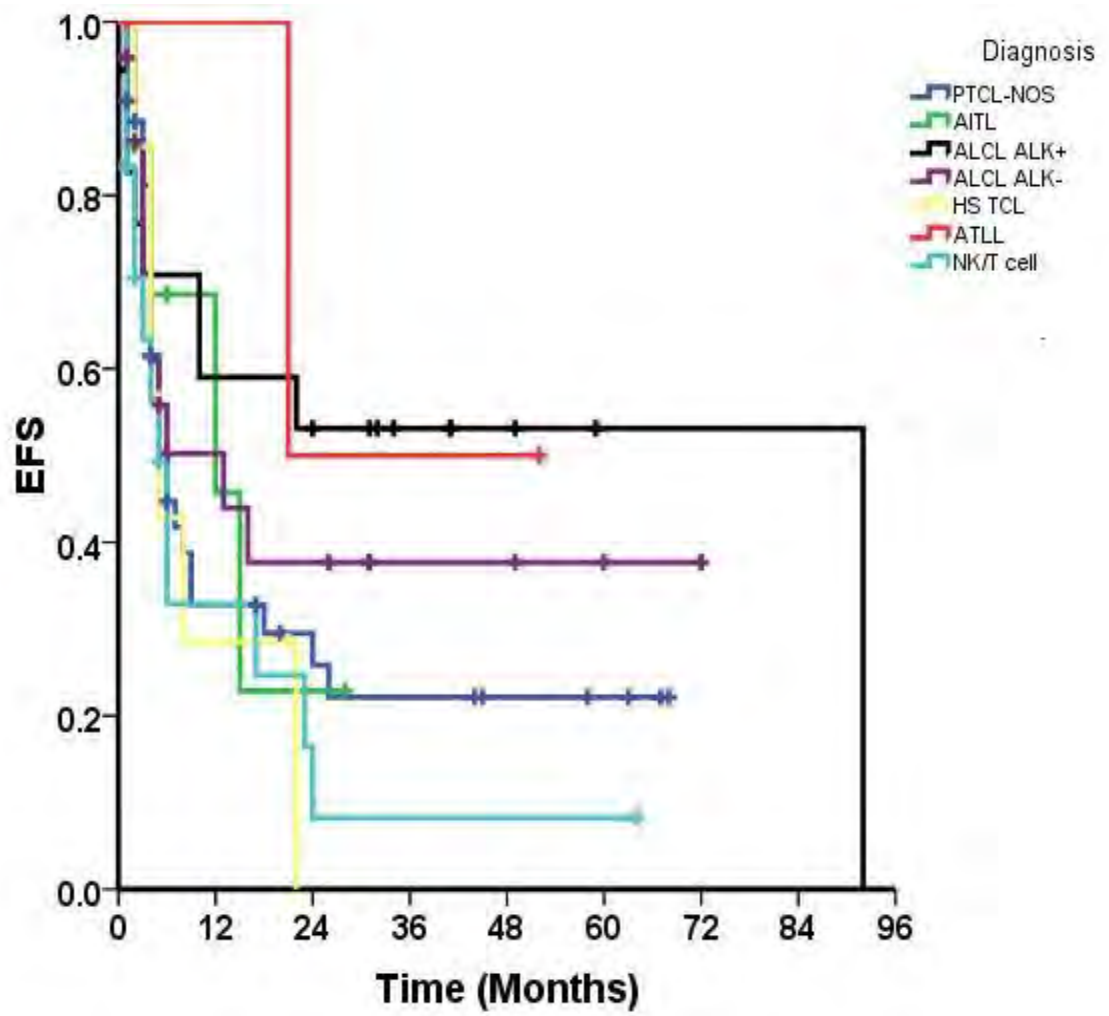 Diagnosis
PTCL-NOS
AITL
ALCL ALK+
ALCL ALK-
HS TCL
ATLL
NK/T cell
EFS
1.0
0.8
0.6
0.4
0.2
0.0
0 12 24 36 48 60 72 84 96
Time (Months)